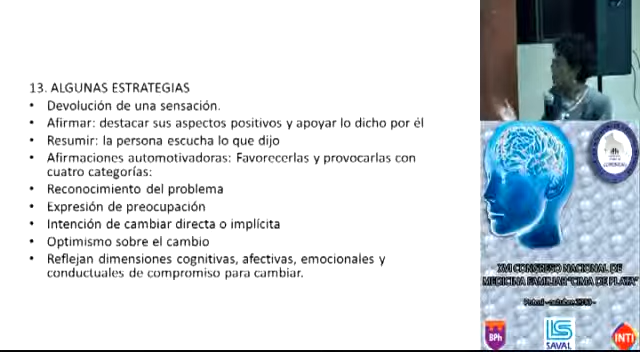 13. ALGUNAS ESTRATEGIAS
• Devolución de una sensación.
• Afirmar: destacar sus aspectos positivos y apoyar lo dicho por él
• Resumir: la persona escucha lo que dijo
• Afirmaciones automotivadoras: Favorecerlas y provocarlas con
cuatro categorías:
• Reconocimiento del problema
• Expresión de preocupación
• Intención de cambiar directa o implícita
• Optimismo sobre el cambio
• Reflejan dimensiones cognitivas, afectivas, emocionales y
conductuales de compromiso para cambiar.
XVI CONGRESO NACIONAL DE
MEDICINA FAMILIAR "CIMA DE PLATA"
BPh
SAVAL
INTI